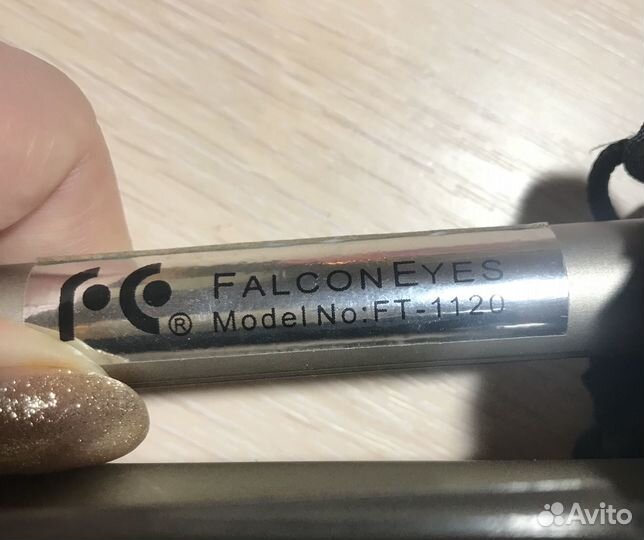 FALCONEYES
® Model No:FT-1120
Avito